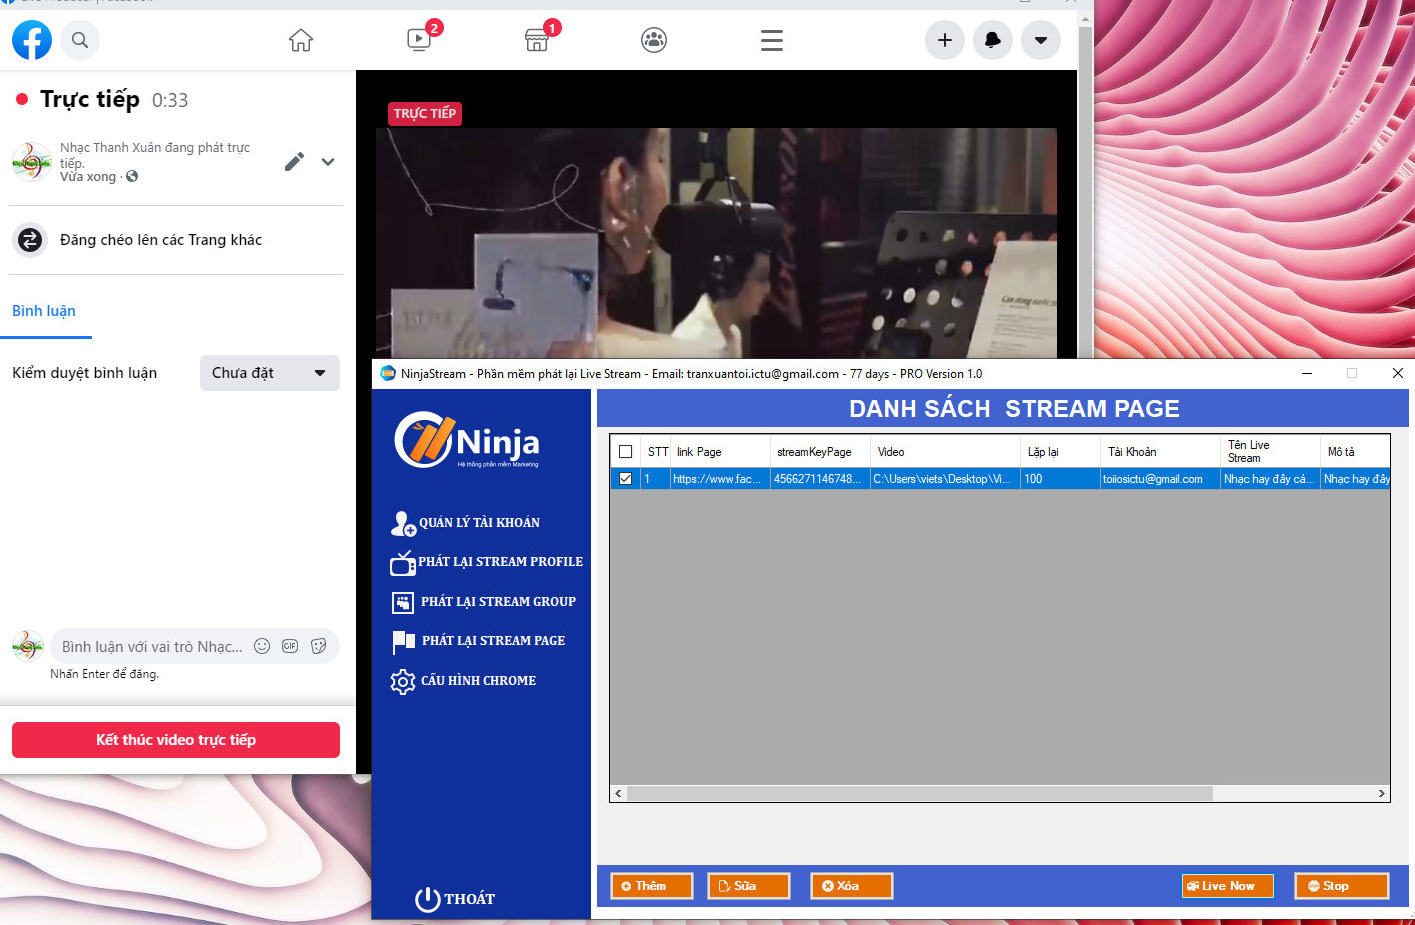 2
1
Trực tiếp 0:33
Nhạc Thanh Xuân đang phát trực
tiếp.
Vừa xong ·
Đăng chéo lên các Trang khác
Bình luận
Kiểm duyệt bình luận
Chưa đặt
Bình luận với vai trò Nhạc...
GIF
Nhấn Enter để đăng.
Kết thúc video trực tiếp
TRỰC TIẾP
NinjaStream - Phần mềm phát lại Live Stream - Email: tranxuantoi.ictu@gmail.com - 77 days - PRO Version 1.0
Ninja
Hệ thống phần mềm Marketing
QUẢN LÝ TÀI KHOẢN
PHÁT LẠI STREAM PROFILE
PHÁT LẠI STREAM GROUP
PHÁT LẠI STREAM PAGE
CẤU HÌNH CHROME
THOÁT
DANH SÁCH STREAM PAGE
STT link Page streamKeyPage Video Lặp lại Tài Khoản Tên Live Stream Mô tả
1 https://www.fac... 4566271146748... C:\Users\viets\Desktop\Vi... 100 toiiosictu@gmail.com Nhạc hay đây cá... Nhạc hay đây
Thêm
Sửa
Xóa
Live Now
Stop